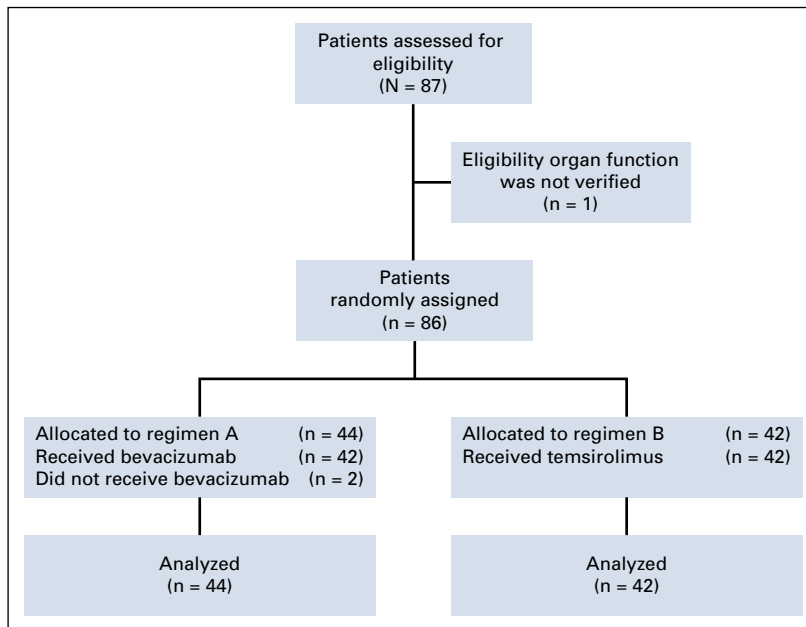 Patients assessed for
eligibility
(N = 87)
Eligibility organ function
was not verified
(n = 1)
Patients
randomly assigned
(n = 86)
Allocated to regimen A (n = 44)
Received bevacizumab (n = 42)
Did not receive bevacizumab (n = 2)
Allocated to regimen B (n = 42)
Received temsirolimus (n = 42)
Analyzed
(n = 44)
Analyzed
(n = 42)